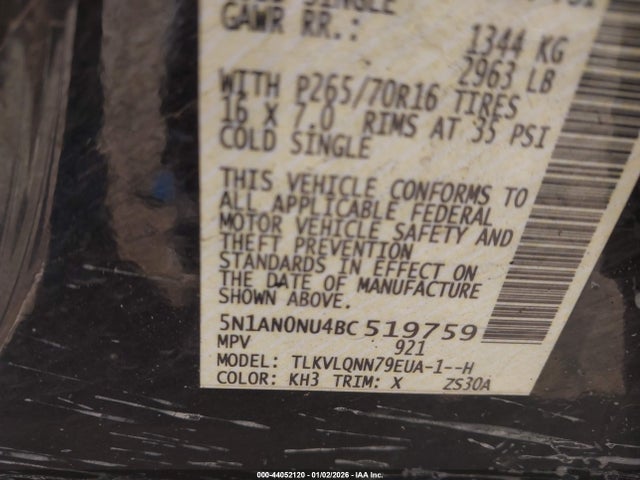 COLD SINGLE
GAWR RR.: 1344 KG
2963 LB
WITH P265/70R16 TIRES
16 X 7.0 RIMS AT 35 PSI
COLD SINGLE
THIS VEHICLE CONFORMS TO
ALL APPLICABLE FEDERAL
MOTOR VEHICLE SAFETY AND
THEFT PREVENTION
STANDARDS IN EFFECT ON
THE DATE OF MANUFACTURE
SHOWN ABOVE.
5N1AN0NU4BC519759
MPV 921
MODEL: TLKVLQNN79EUA-1--H
COLOR: KH3 TRIM: X ZS30A
000-44052120 - 01/02/2026 - IAA Inc.